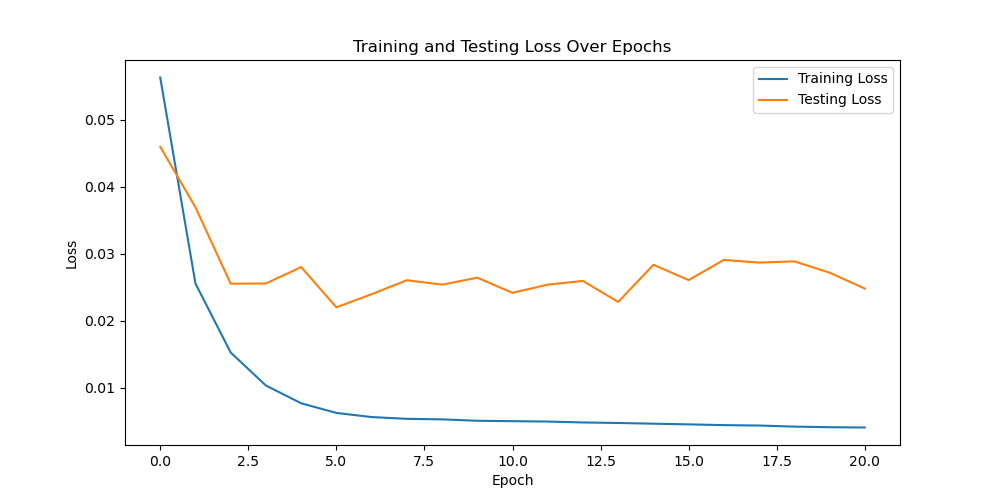 Training and Testing Loss Over Epochs
Training Loss
Testing Loss
0.05
0.04
0.03
0.02
0.01
Loss
0.0 2.5 5.0 7.5 10.0 12.5 15.0 17.5 20.0
Epoch